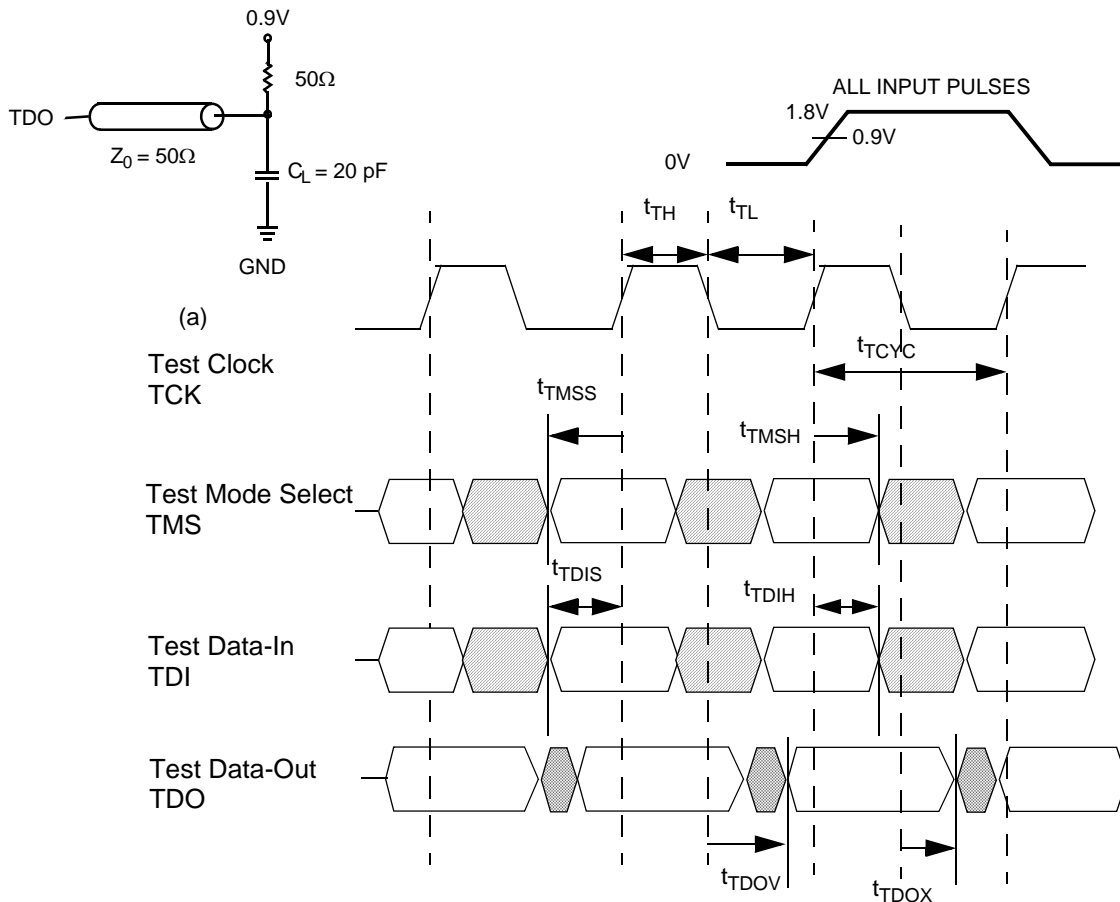 0.9V
50Ω
TDO
Z0 = 50Ω
CL = 20 pF
GND
(a)
ALL INPUT PULSES
1.8V
0.9V
0V
tTH
tTL
Test Clock
TCK
tTCYC
tTMSS
tTMSH
Test Mode Select
TMS
tTDIS
tTDIH
Test Data-In
TDI
Test Data-Out
TDO
tTDOV
tTDOX